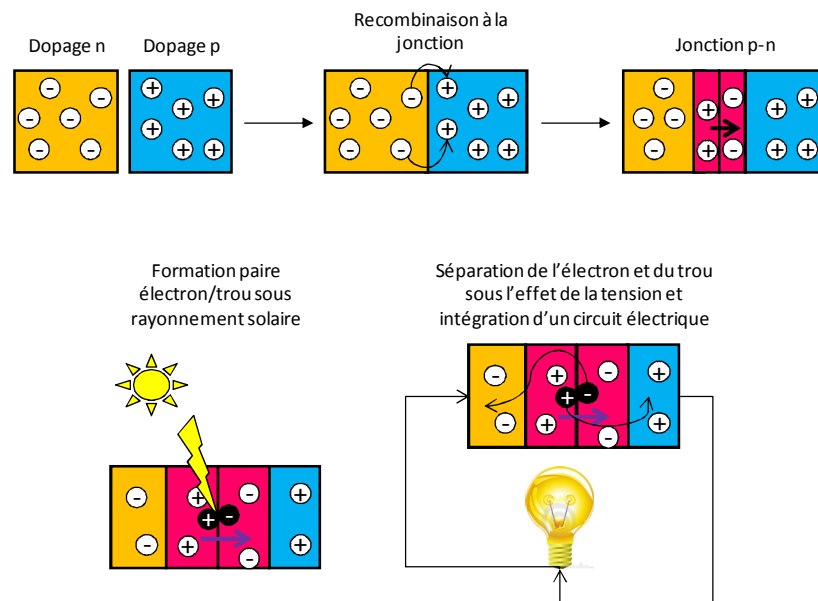 Dopage n
Dopage p
Recombinaison à la
jonction
Jonction p-n
Formation paire
électron/trou sous
rayonnement solaire
Séparation de l'électron et du trou
sous l'effet de la tension et
intégration d'un circuit électrique